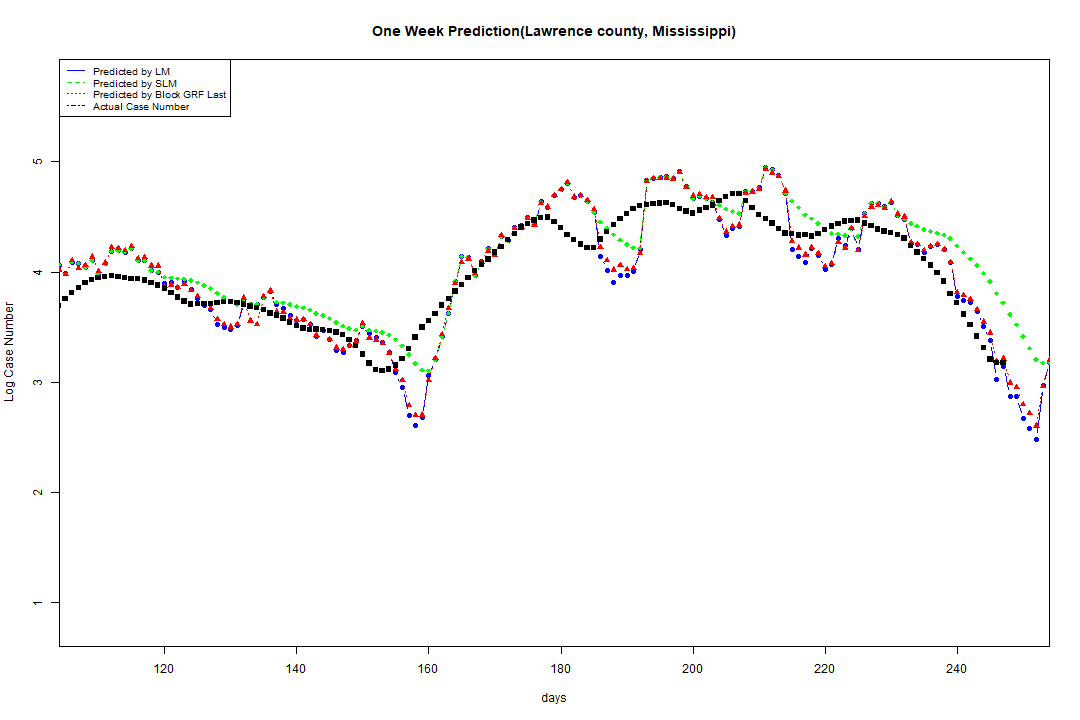 One Week Prediction(Lawrence county, Mississippi)
Predicted by LM
Predicted by SLM
Predicted by Block GRF Last
Actual Case Number
5
4
3
2
1
Log Case Number
120 140 160 180 200 220 240
days